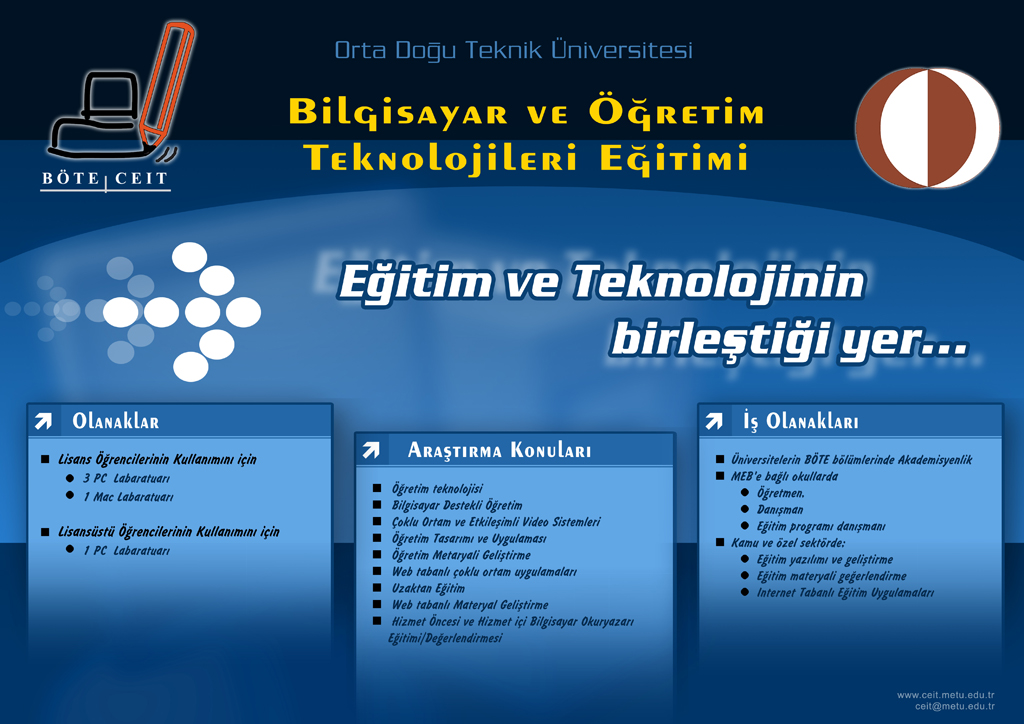 Orta Doğu Teknik Üniversitesi
Bilgisayar ve Öğretim
Teknolojileri Eğitimi
BÖTE CEIT
Eğitim ve Teknolojinin
birleştiği yer...
Olanaklar
Lisans Öğrencilerinin Kullanımını için
3 PC Labaratuarı
1 Mac Labaratuarı
Lisansüstü Öğrencilerinin Kullanımını için
1 PC Labaratuarı
Araştırma Konuları
Öğretim teknolojisi
Bilgisayar Destekli Öğretim
Çoklu Ortam ve Etkileşimli Video Sistemleri
Öğretim Tasarımı ve Uygulaması
Öğretim Metaryali Geliştirme
Web tabanlı çoklu ortam uygulamaları
Uzaktan Eğitim
Web tabanlı Materyal Geliştirme
Hizmet Öncesi ve Hizmet içi Bilgisayar Okuryazarı
Eğitimi/Değerlendirmesi
İş Olanakları
Üniversitelerin BÖTE bölümlerinde Akademisyenlik
MEB'e bağlı okullarda
Öğretmen.
Danışman
Eğitim programı danışmanı
Kamu ve özel sektörde:
Eğitim yazılımı ve geliştirme
Eğitim materyali geğerlendirme
Internet Tabanlı Eğitim Uygulamaları
www.ceit.metu.edu.tr
ceit@metu.edu.tr